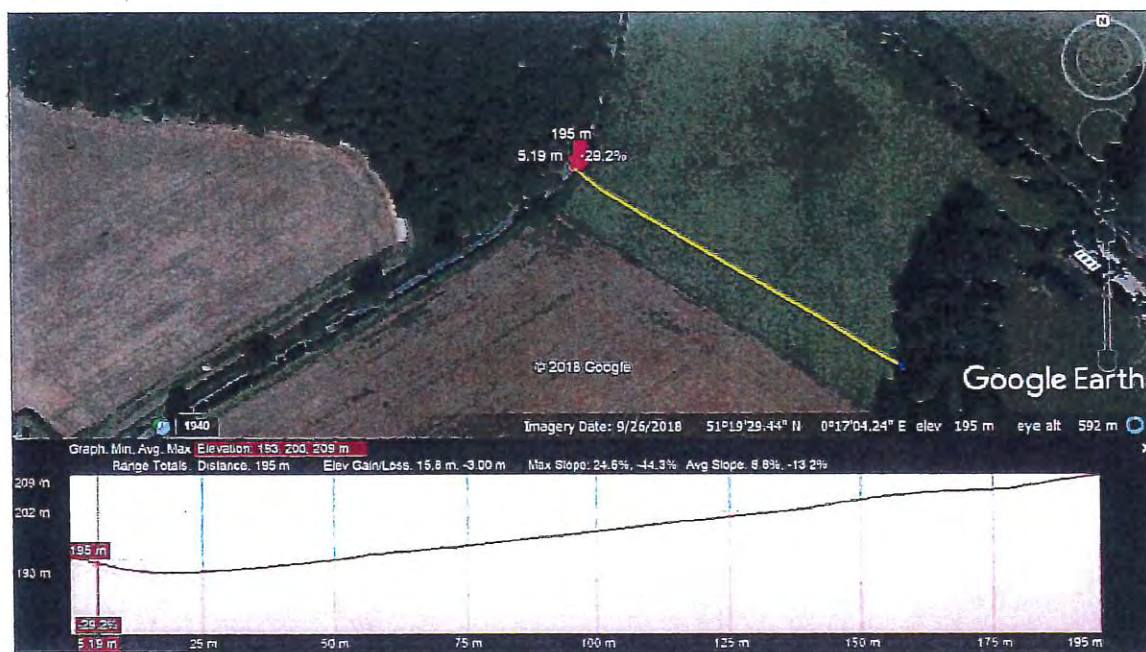 N
195 m
5.19 m -29.2%
© 2018 Google
Google Earth
1940
Imagery Date: 9/26/2018 51°19'29.44" N 0°17'04.24" E elev 195 m eye alt 592 m
Graph: Min, Avg, Max Elevation: 193, 200, 209 m
Range Totals: Distance: 195 m Elev Gain/Loss: 15.8 m, -3.00 m Max Slope: 24.6%, -44.3% Avg Slope: 8.8%, -13.2%
209 m
202 m
195 m
193 m
-29.2%
5.19 m 25 m 50 m 75 m 100 m 125 m 150 m 175 m 195 m